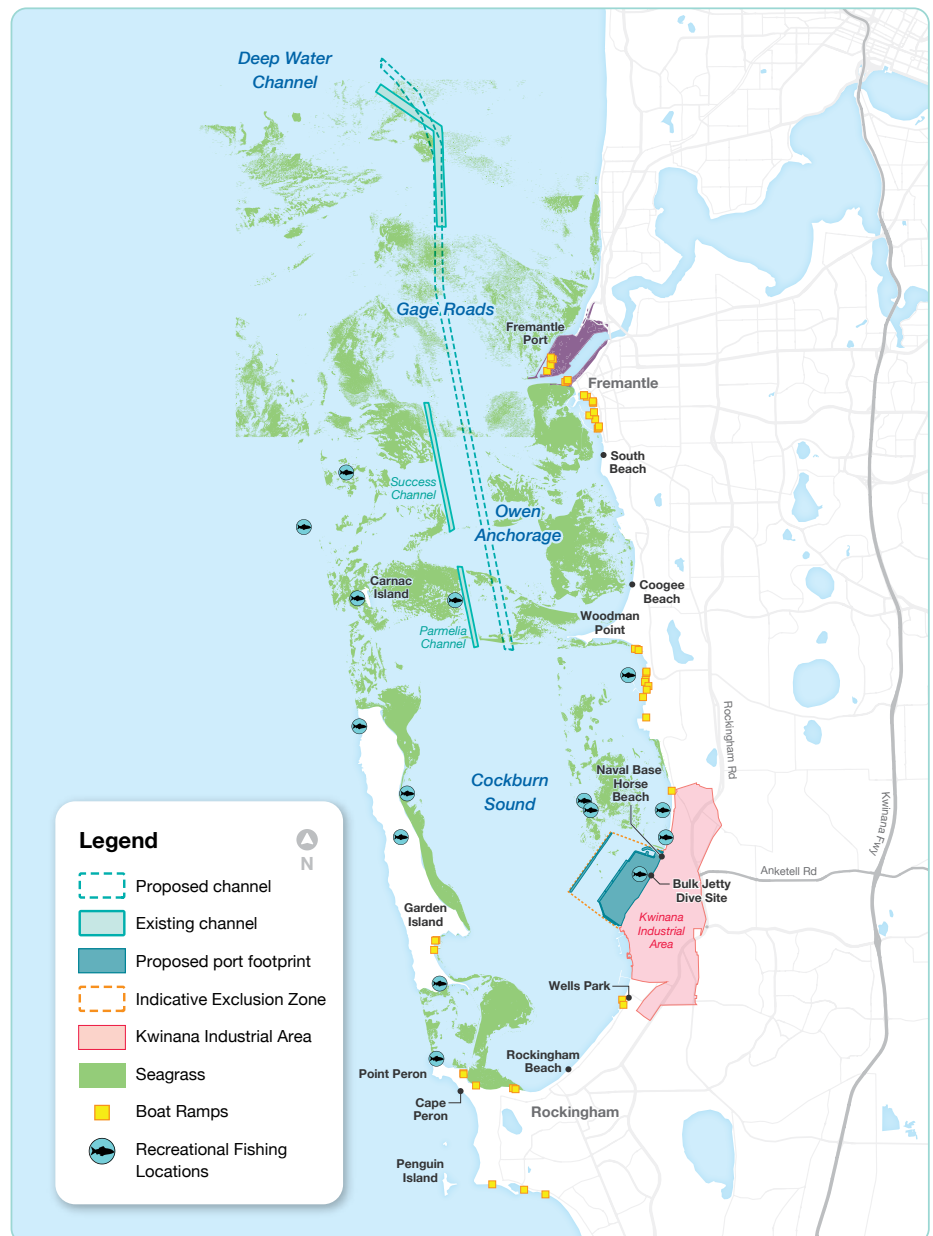 Deep Water
Channel
Gage Roads
Fremantle
Port
Fremantle
South
Beach
Success
Channel
Owen
Anchorage
Carnac
Island
Coogee
Beach
Woodman
Point
Parmelia
Channel
Rockingham Rd
Naval Base
Horse
Beach
Cockburn
Sound
Kwinana Fwy
Anketell Rd
Bulk Jetty
Dive Site
Kwinana
Industrial
Area
Garden
Island
Wells Park
Rockingham
Beach
Point Peron
Cape
Peron
Rockingham
Penguin
Island
Legend
N
Proposed channel
Existing channel
Proposed port footprint
Indicative Exclusion Zone
Kwinana Industrial Area
Seagrass
Boat Ramps
Recreational Fishing
Locations